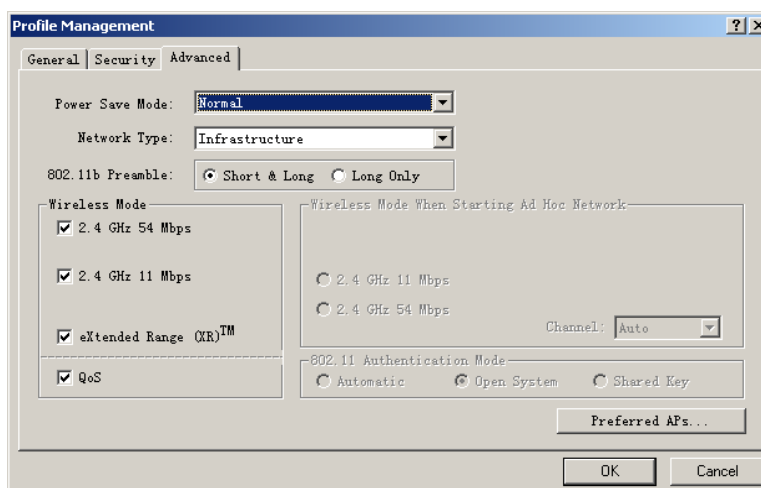 Profile Management
General Security Advanced
Power Save Mode: Normal
Network Type: Infrastructure
802.11b Preamble: Short & Long Long Only
Wireless Mode
2.4 GHz 54 Mbps
2.4 GHz 11 Mbps
eXtended Range (XR)TM
QoS
Wireless Mode When Starting Ad Hoc Network
2.4 GHz 11 Mbps
2.4 GHz 54 Mbps
Channel: Auto
802.11 Authentication Mode
Automatic Open System Shared Key
Preferred APs...
OK Cancel